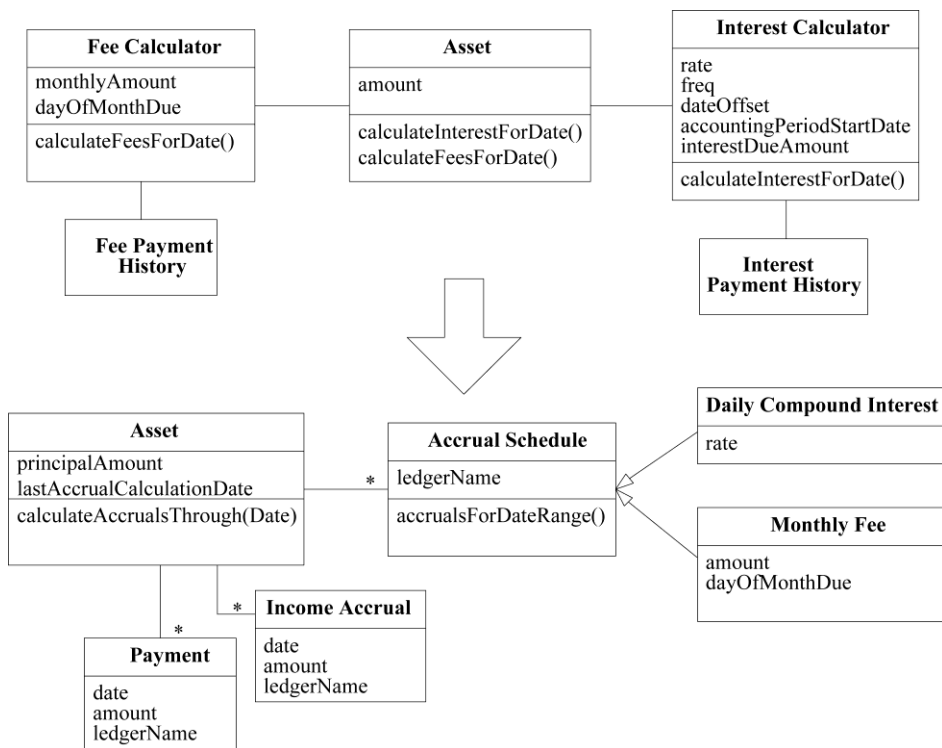 Fee Calculator
monthlyAmount
dayOfMonthDue
calculateFeesForDate()
Asset
amount
calculateInterestForDate()
calculateFeesForDate()
Interest Calculator
rate
freq
dateOffset
accountingPeriodStartDate
interestDueAmount
calculateInterestForDate()
Fee Payment
History
Interest
Payment History
Asset
principalAmount
lastAccrualCalculationDate
calculateAccrualsThrough(Date)
*
Accrual Schedule
ledgerName
accrualsForDateRange()
Daily Compound Interest
rate
Monthly Fee
amount
dayOfMonthDue
*
Income Accrual
date
amount
ledgerName
*
Payment
date
amount
ledgerName